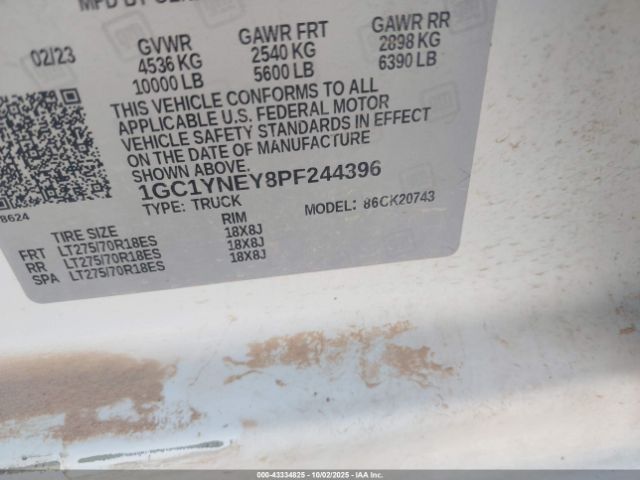 MFD BY
02/23 GVWR GAWR FRT GAWR RR
4536 KG 2540 KG 2898 KG
10000 LB 5600 LB 6390 LB
THIS VEHICLE CONFORMS TO ALL
APPLICABLE U.S. FEDERAL MOTOR
VEHICLE SAFETY STANDARDS IN EFFECT
ON THE DATE OF MANUFACTURE
SHOWN ABOVE.
1GC1YNEY8PF244396
TYPE: TRUCK MODEL: 86CK20743
8624
TIRE SIZE RIM
FRT LT275/70R18ES 18X8J
RR LT275/70R18ES 18X8J
SPA LT275/70R18ES 18X8J
000-43334825 - 10/02/2025 - IAA Inc.